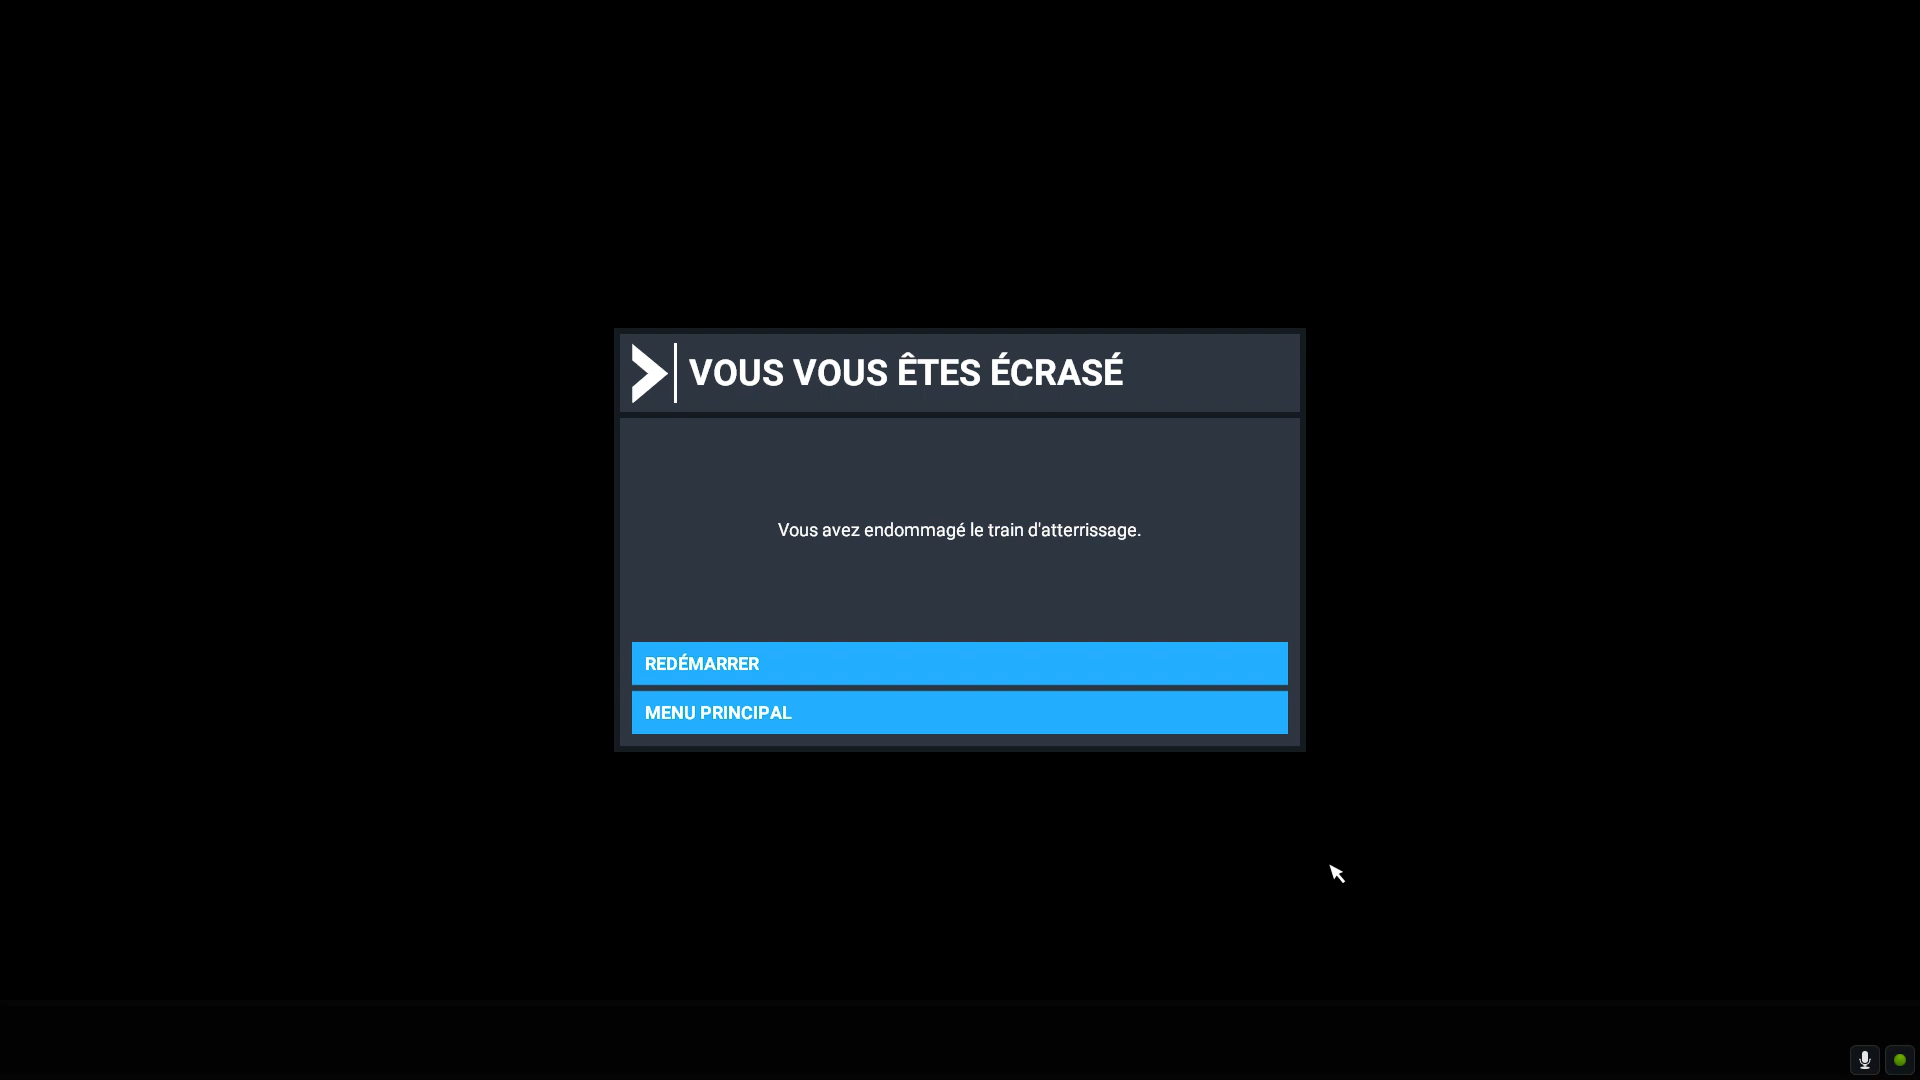 VOUS VOUS ÊTES ÉCRASÉ
Vous avez endommagé le train d'atterrissage.
REDÉMARRER
MENU PRINCIPAL